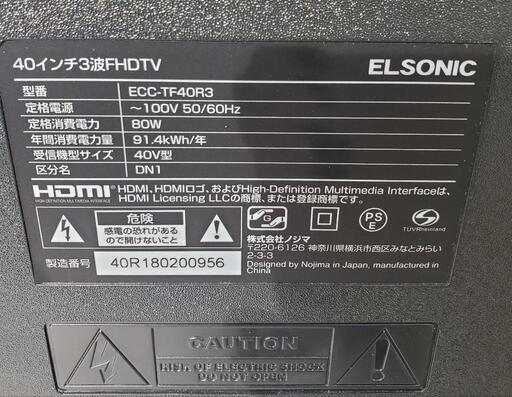 40インチ3波FHDTV ELSONIC
型番 ECC-TF40R3
定格電源 ～100V 50/60Hz
定格消費電力 80W
年間消費電力量 91.4kWh/年
受信機型サイズ 40V型
区分名 DN1
HDMI HDMI、HDMIロゴ、およびHigh-Definition Multimedia Interfaceは、
HIGH-DEFINITION MULTIMEDIA INTERFACE HDMI Licensing LLCの商標、または登録商標です。
危険
感電の恐れがある
ので開けないこと
G
PS
E
TÜVRheinland
株式会社ノジマ
〒220-6126 神奈川県横浜市西区みなとみらい
2-3-3
Designed by Nojima in Japan, manufactured in
China
製造番号 40R180200956
CAUTION
RISK OF ELECTRIC SHOCK
DO NOT OPEN